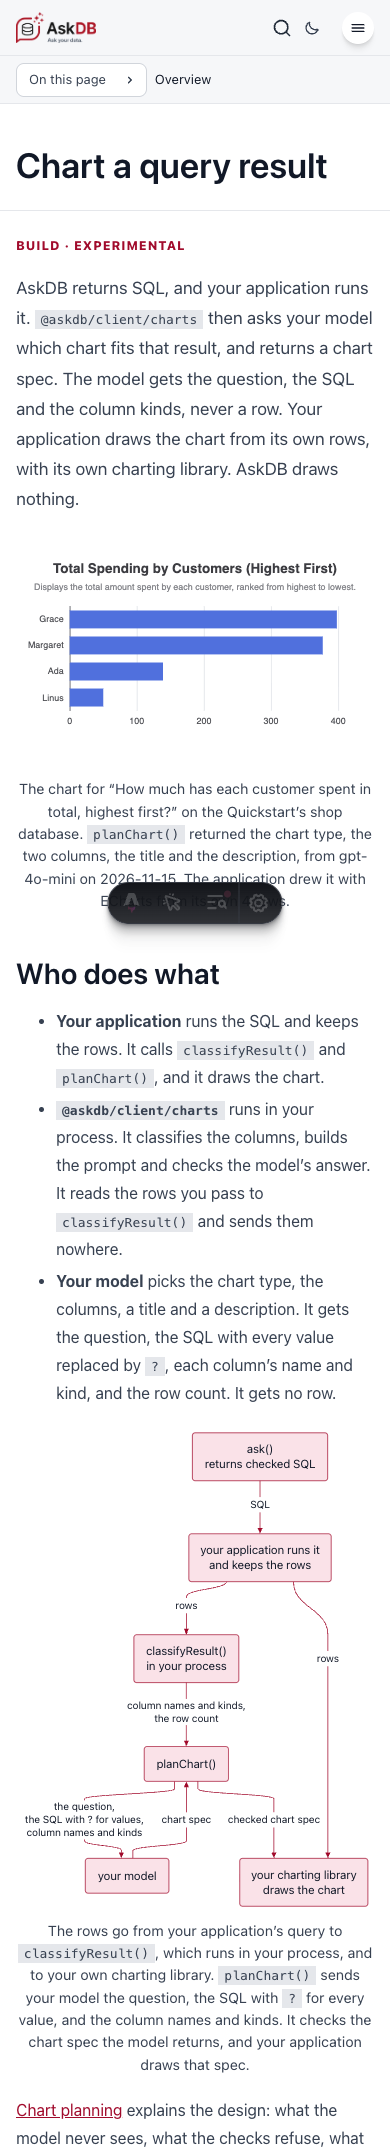 AskDB
Ask your data.
On this page
Overview
Chart a query result
BUILD · EXPERIMENTAL
AskDB returns SQL, and your application runs
it. @askdb/client/charts then asks your model
which chart fits that result, and returns a chart
spec. The model gets the question, the SQL
and the column kinds, never a row. Your
application draws the chart from its own rows,
with its own charting library. AskDB draws
nothing.
Total Spending by Customers (Highest First)
Displays the total amount spent by each customer, ranked from highest to lowest.
Grace
Margaret
Ada
Linus
0 100 200 300 400
The chart for “How much has each customer spent in
total, highest first?” on the Quickstart’s shop
database. planChart() returned the chart type, the
two columns, the title and the description, from gpt-
4o-mini on 2026-11-15. The application drew it with
Who does what
• Your application runs the SQL and keeps
the rows. It calls classifyResult() and
planChart(), and it draws the chart.
• @askdb/client/charts runs in your
process. It classifies the columns, builds
the prompt and checks the model’s answer.
It reads the rows you pass to
classifyResult() and sends them
nowhere.
• Your model picks the chart type, the
columns, a title and a description. It gets
the question, the SQL with every value
replaced by ?, each column’s name and
kind, and the row count. It gets no row.
ask()
returns checked SQL
SQL
your application runs it
and keeps the rows
rows
classifyResult()
in your process
rows
column names and kinds,
the row count
planChart()
the question,
the SQL with ? for values,
column names and kinds
chart spec
checked chart spec
your model
your charting library
draws the chart
The rows go from your application’s query to
classifyResult(), which runs in your process, and
to your own charting library. planChart() sends
your model the question, the SQL with ? for every
value, and the column names and kinds. It checks the
chart spec the model returns, and your application
draws that spec.
Chart planning explains the design: what the
model never sees, what the checks refuse, what